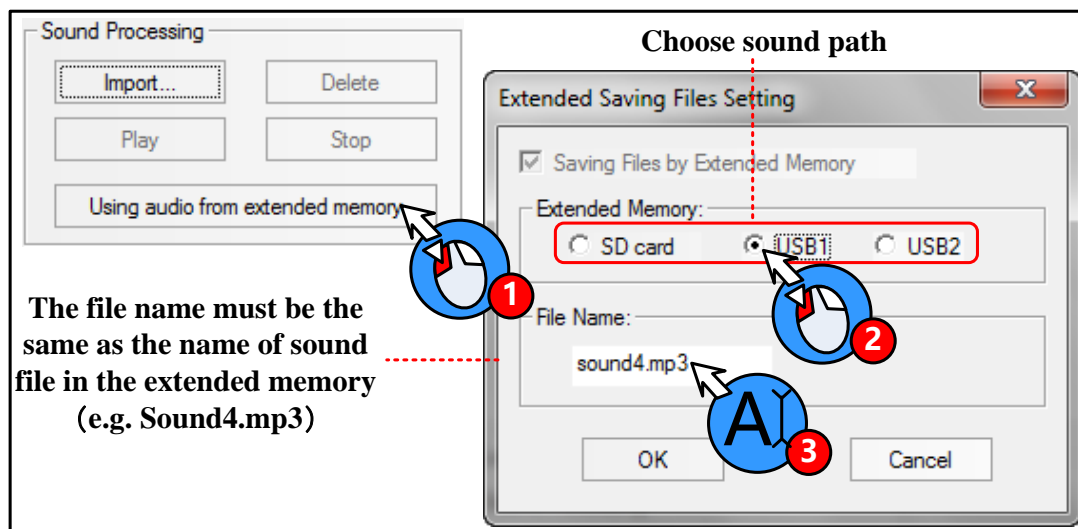 Sound Processing
Import...
Delete
Play
Stop
Using audio from extended memory
1
The file name must be the
same as the name of sound
file in the extended memory
（e.g. Sound4.mp3）
Choose sound path
Extended Saving Files Setting
x
Saving Files by Extended Memory
Extended Memory:
SD card
USB1
USB2
2
File Name:
sound4.mp3
A
3
OK
Cancel